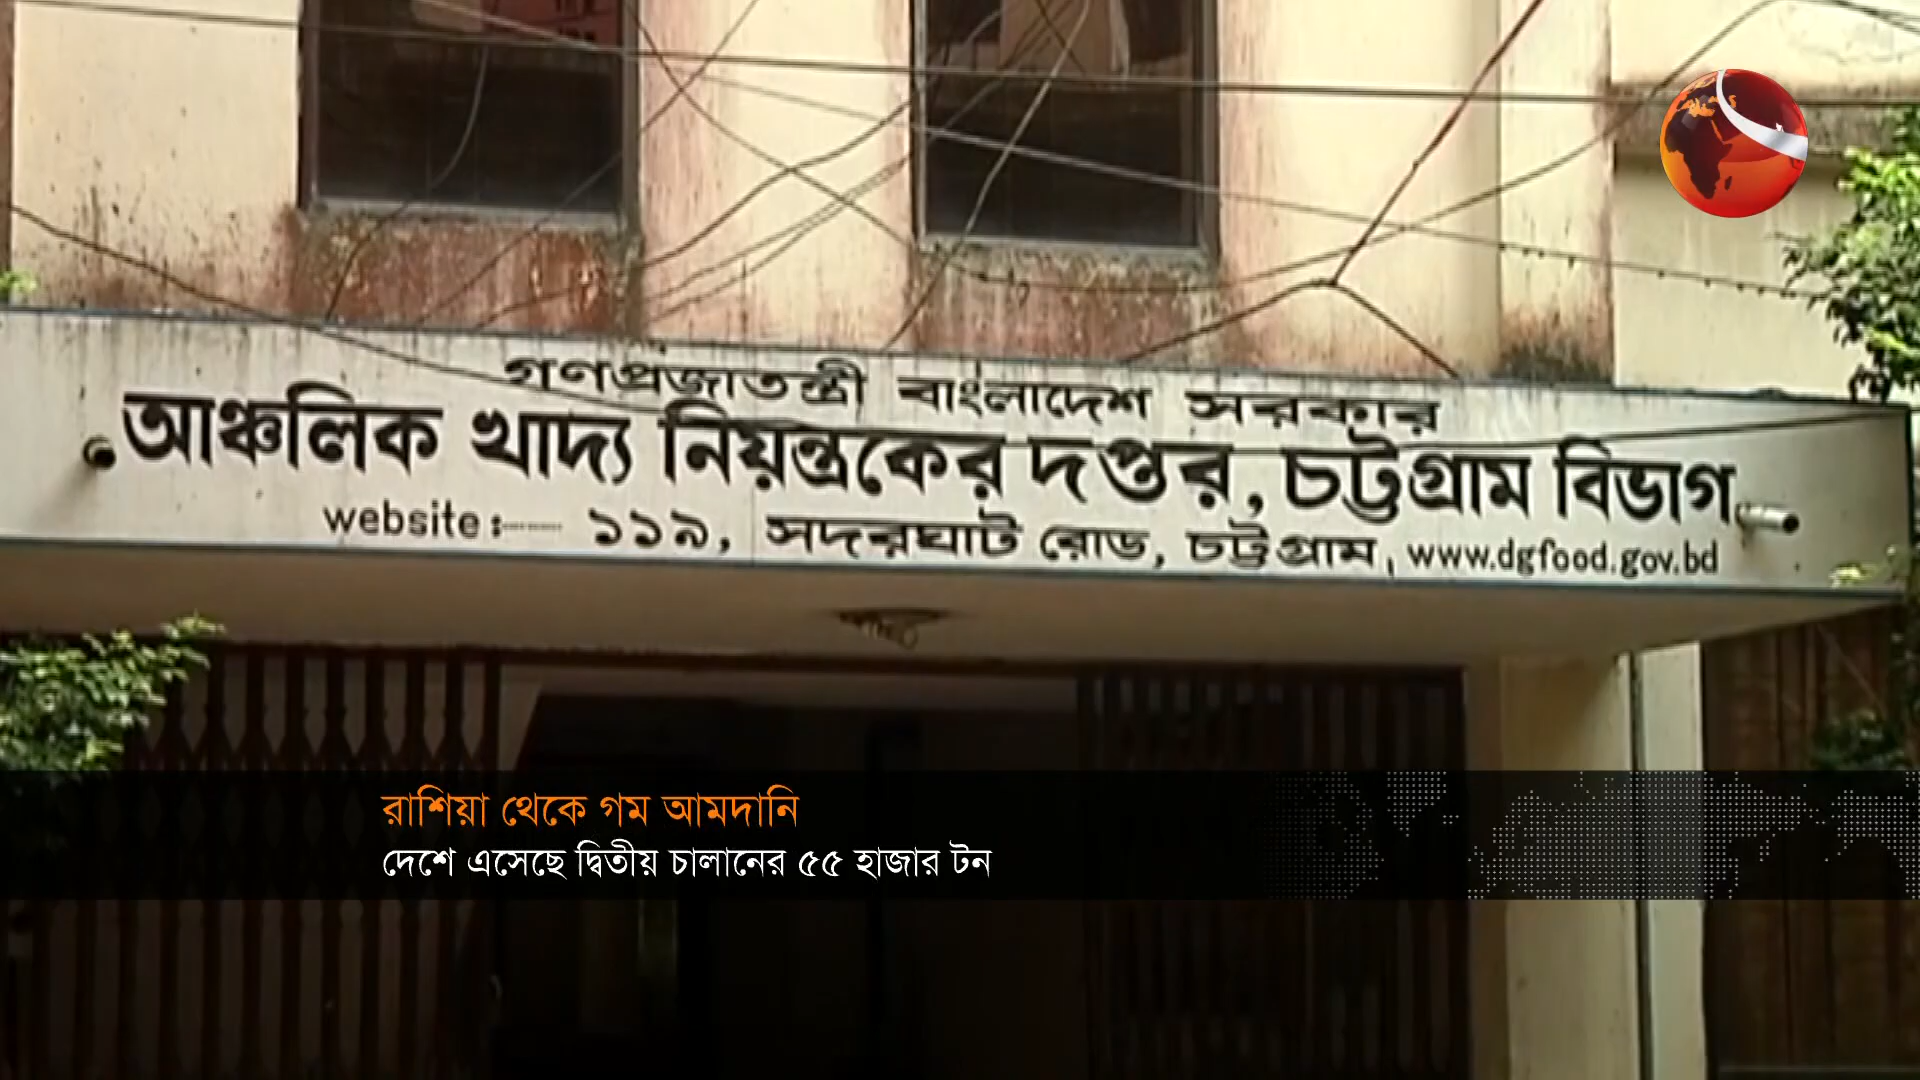 গণপ্রজাতন্ত্রী বাংলাদেশ সরকার
আঞ্চলিক খাদ্য নিয়ন্ত্রকের দপ্তর, চট্টগ্রাম বিভাগ
website :-- ১১৯, সদরঘাট রোড, চট্টগ্রাম, www.dgfood.gov.bd
রাশিয়া থেকে গম আমদানি
দেশে এসেছে দ্বিতীয় চালানের ৫৫ হাজার টন